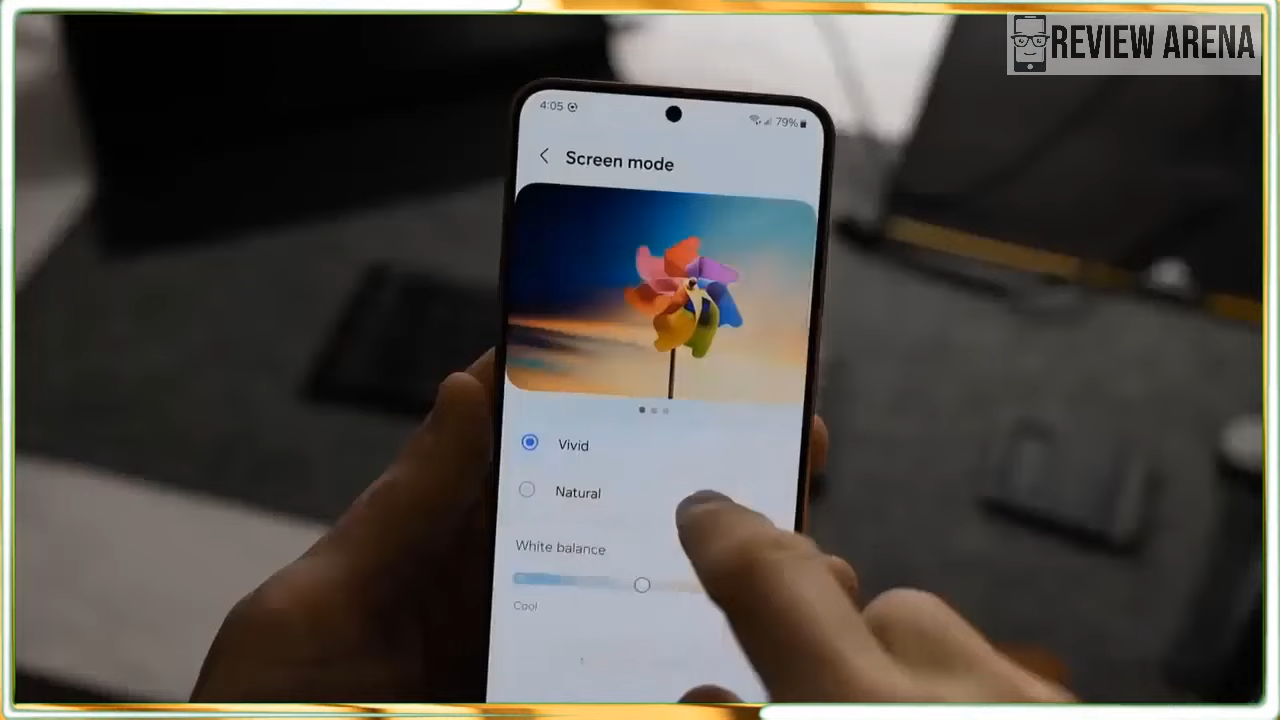 REVIEW ARENA
4:05
79%
Screen mode
Vivid
Natural
White balance
Cool